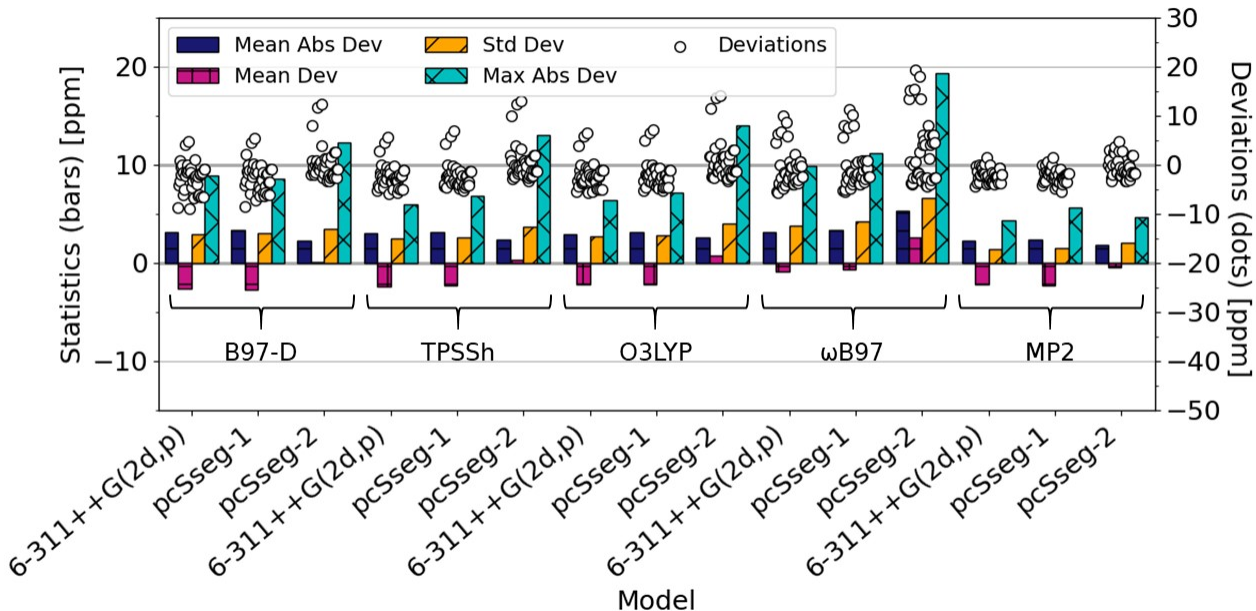 Mean Abs Dev
Mean Dev
Std Dev
Max Abs Dev
Deviations
Statistics (bars) [ppm]
20
10
0
−10
Deviations (dots) [ppm]
30
20
10
0
−10
−20
−30
−40
−50
B97-D
TPSSh
O3LYP
ωB97
MP2
6-311++G(2d,p)
pcSSeg-1
pcSSeg-2
6-311++G(2d,p)
pcSSeg-1
pcSSeg-2
6-311++G(2d,p)
pcSSeg-1
pcSSeg-2
6-311++G(2d,p)
pcSSeg-1
pcSSeg-2
6-311++G(2d,p)
pcSSeg-1
pcSSeg-2
Model